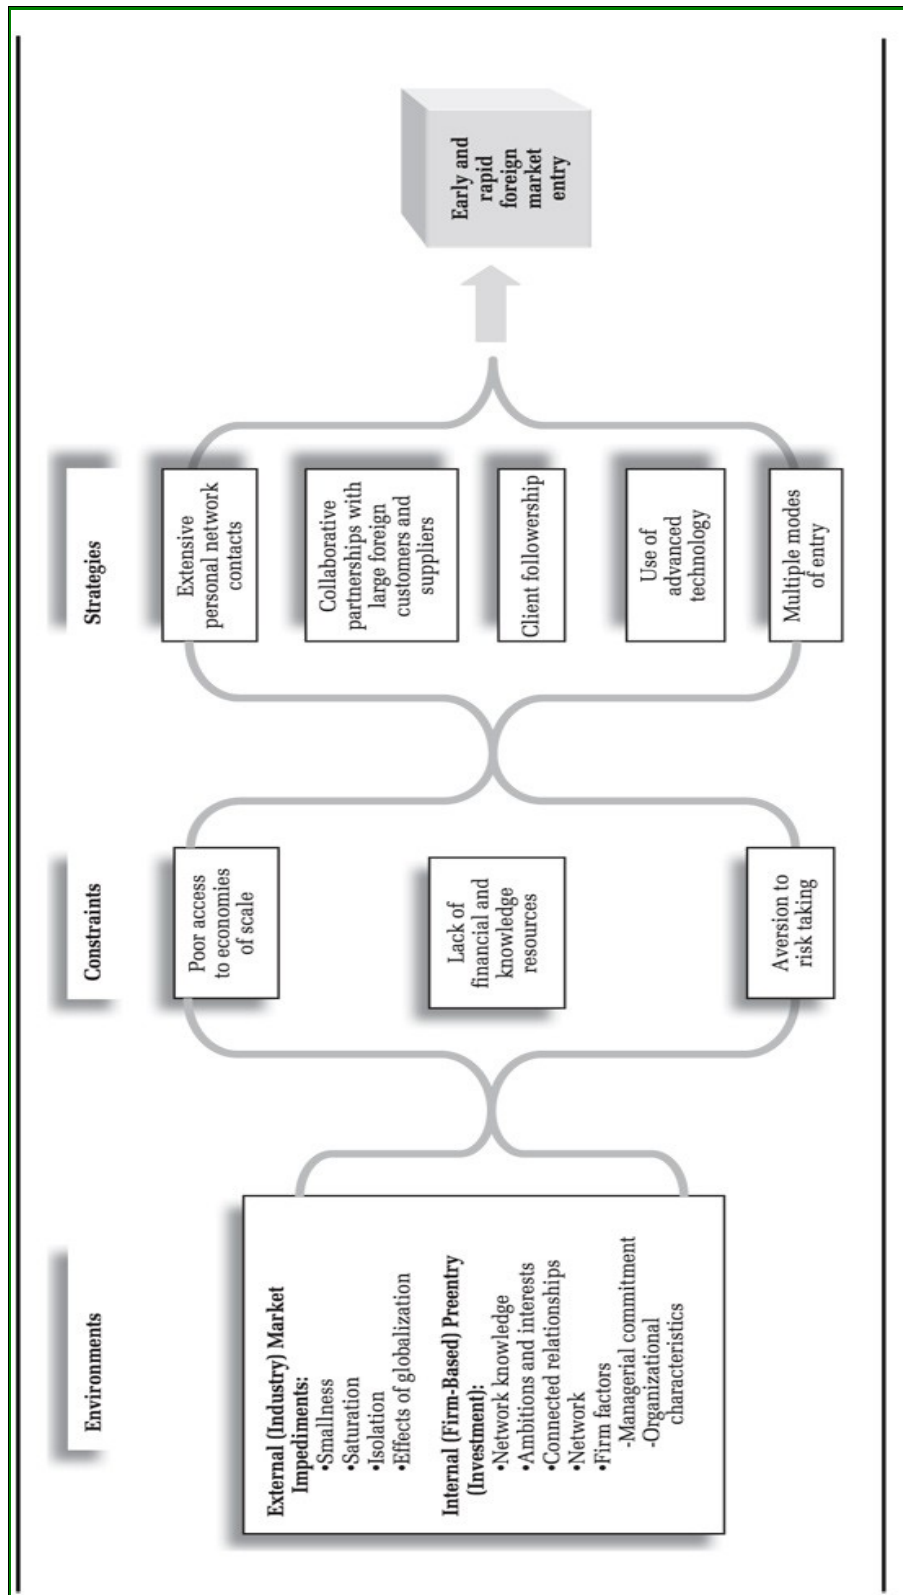 Environments
External (Industry) Market
Impediments:
•Smallness
•Saturation
•Isolation
•Effects of globalization
Internal (Firm-Based) Preentry
(Investment):
•Network knowledge
•Ambitions and interests
•Connected relationships
•Network
•Firm factors
-Managerial commitment
-Organizational
characteristics
Constraints
Poor access
to economies
of scale
Lack of
financial and
knowledge
resources
Aversion to
risk taking
Strategies
Extensive
personal network
contacts
Collaborative
partnerships with
large foreign
customers and
suppliers
Client followership
Use of
advanced
technology
Multiple modes
of entry
Early and
rapid
foreign
market
entry